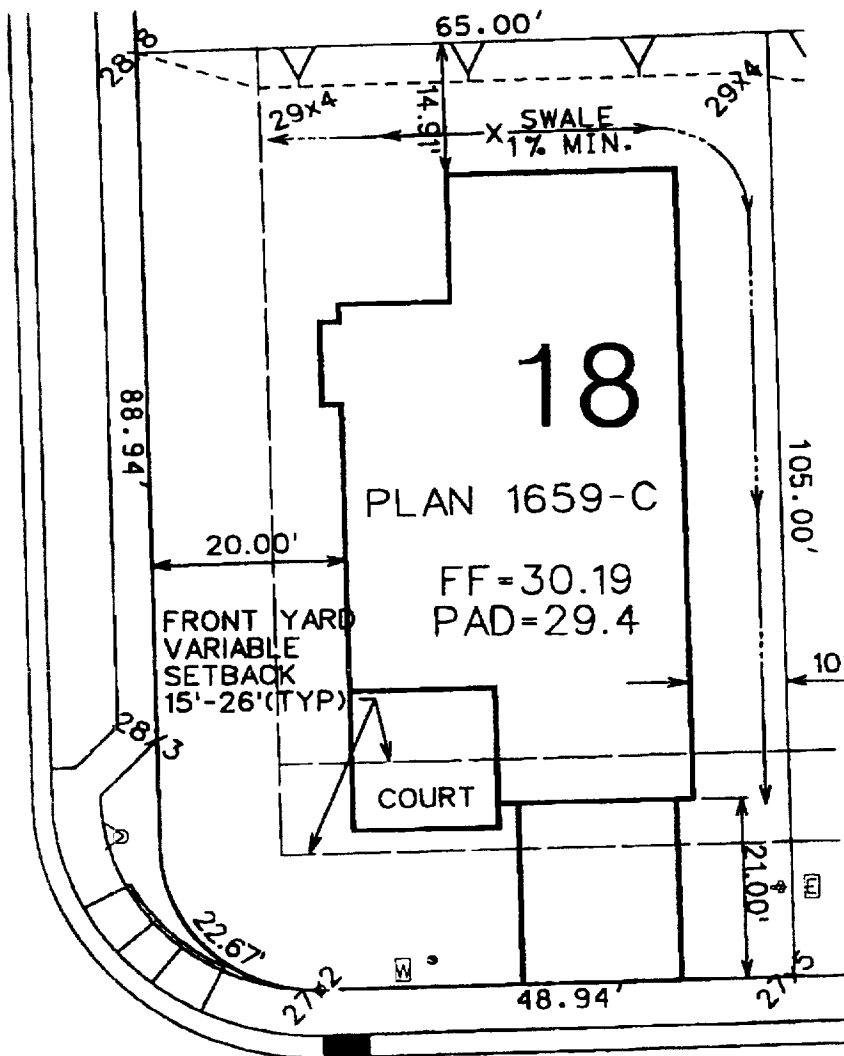 65.00'
28.8
29x4
14.91'
X SWALE
1% MIN.
29x4
18
88.94'
PLAN 1659-C
105.00'
20.00'
FF=30.19
PAD=29.4
FRONT YARD
VARIABLE
SETBACK
15'-26'(TYP)
10
28.3
COURT
21.00'
E
22.67'
W
27.2
48.94'
27.5